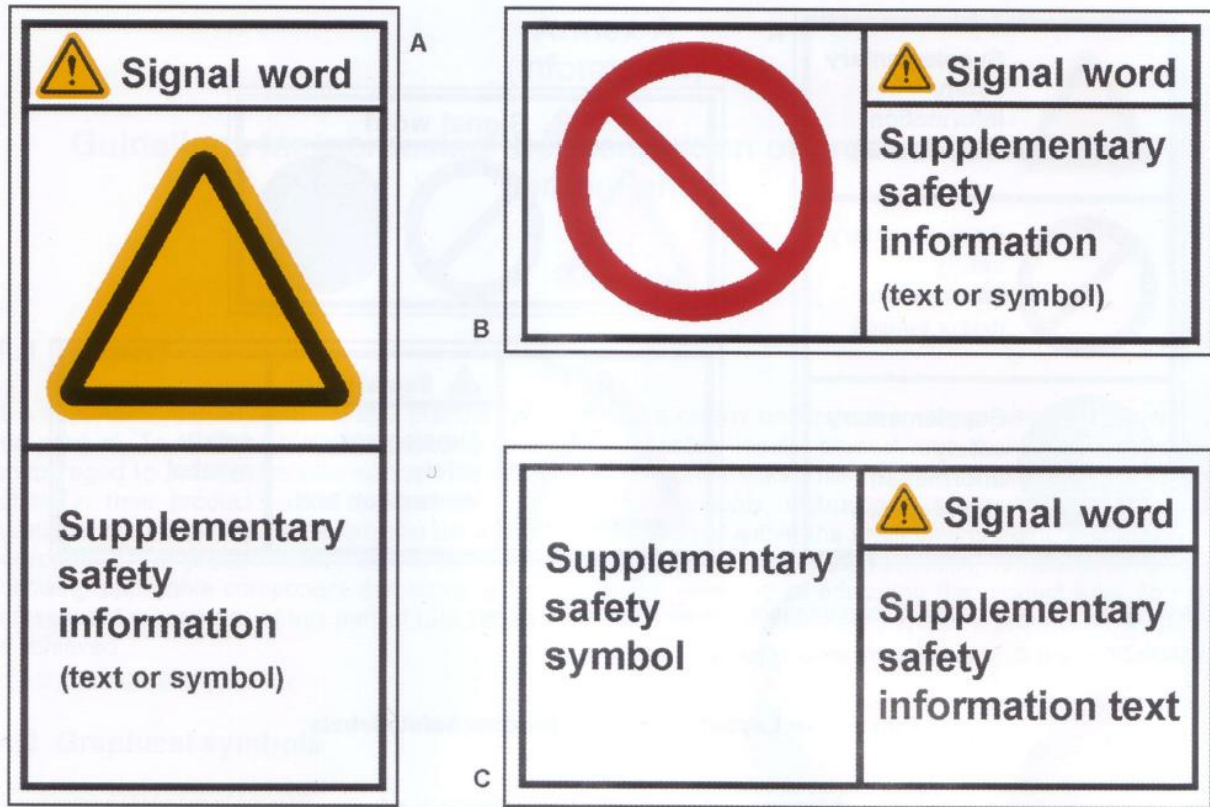 A
! Signal word
Supplementary
safety
information
(text or symbol)
B
! Signal word
Supplementary
safety
information
(text or symbol)
C
Supplementary
safety
symbol
! Signal word
Supplementary
safety
information text